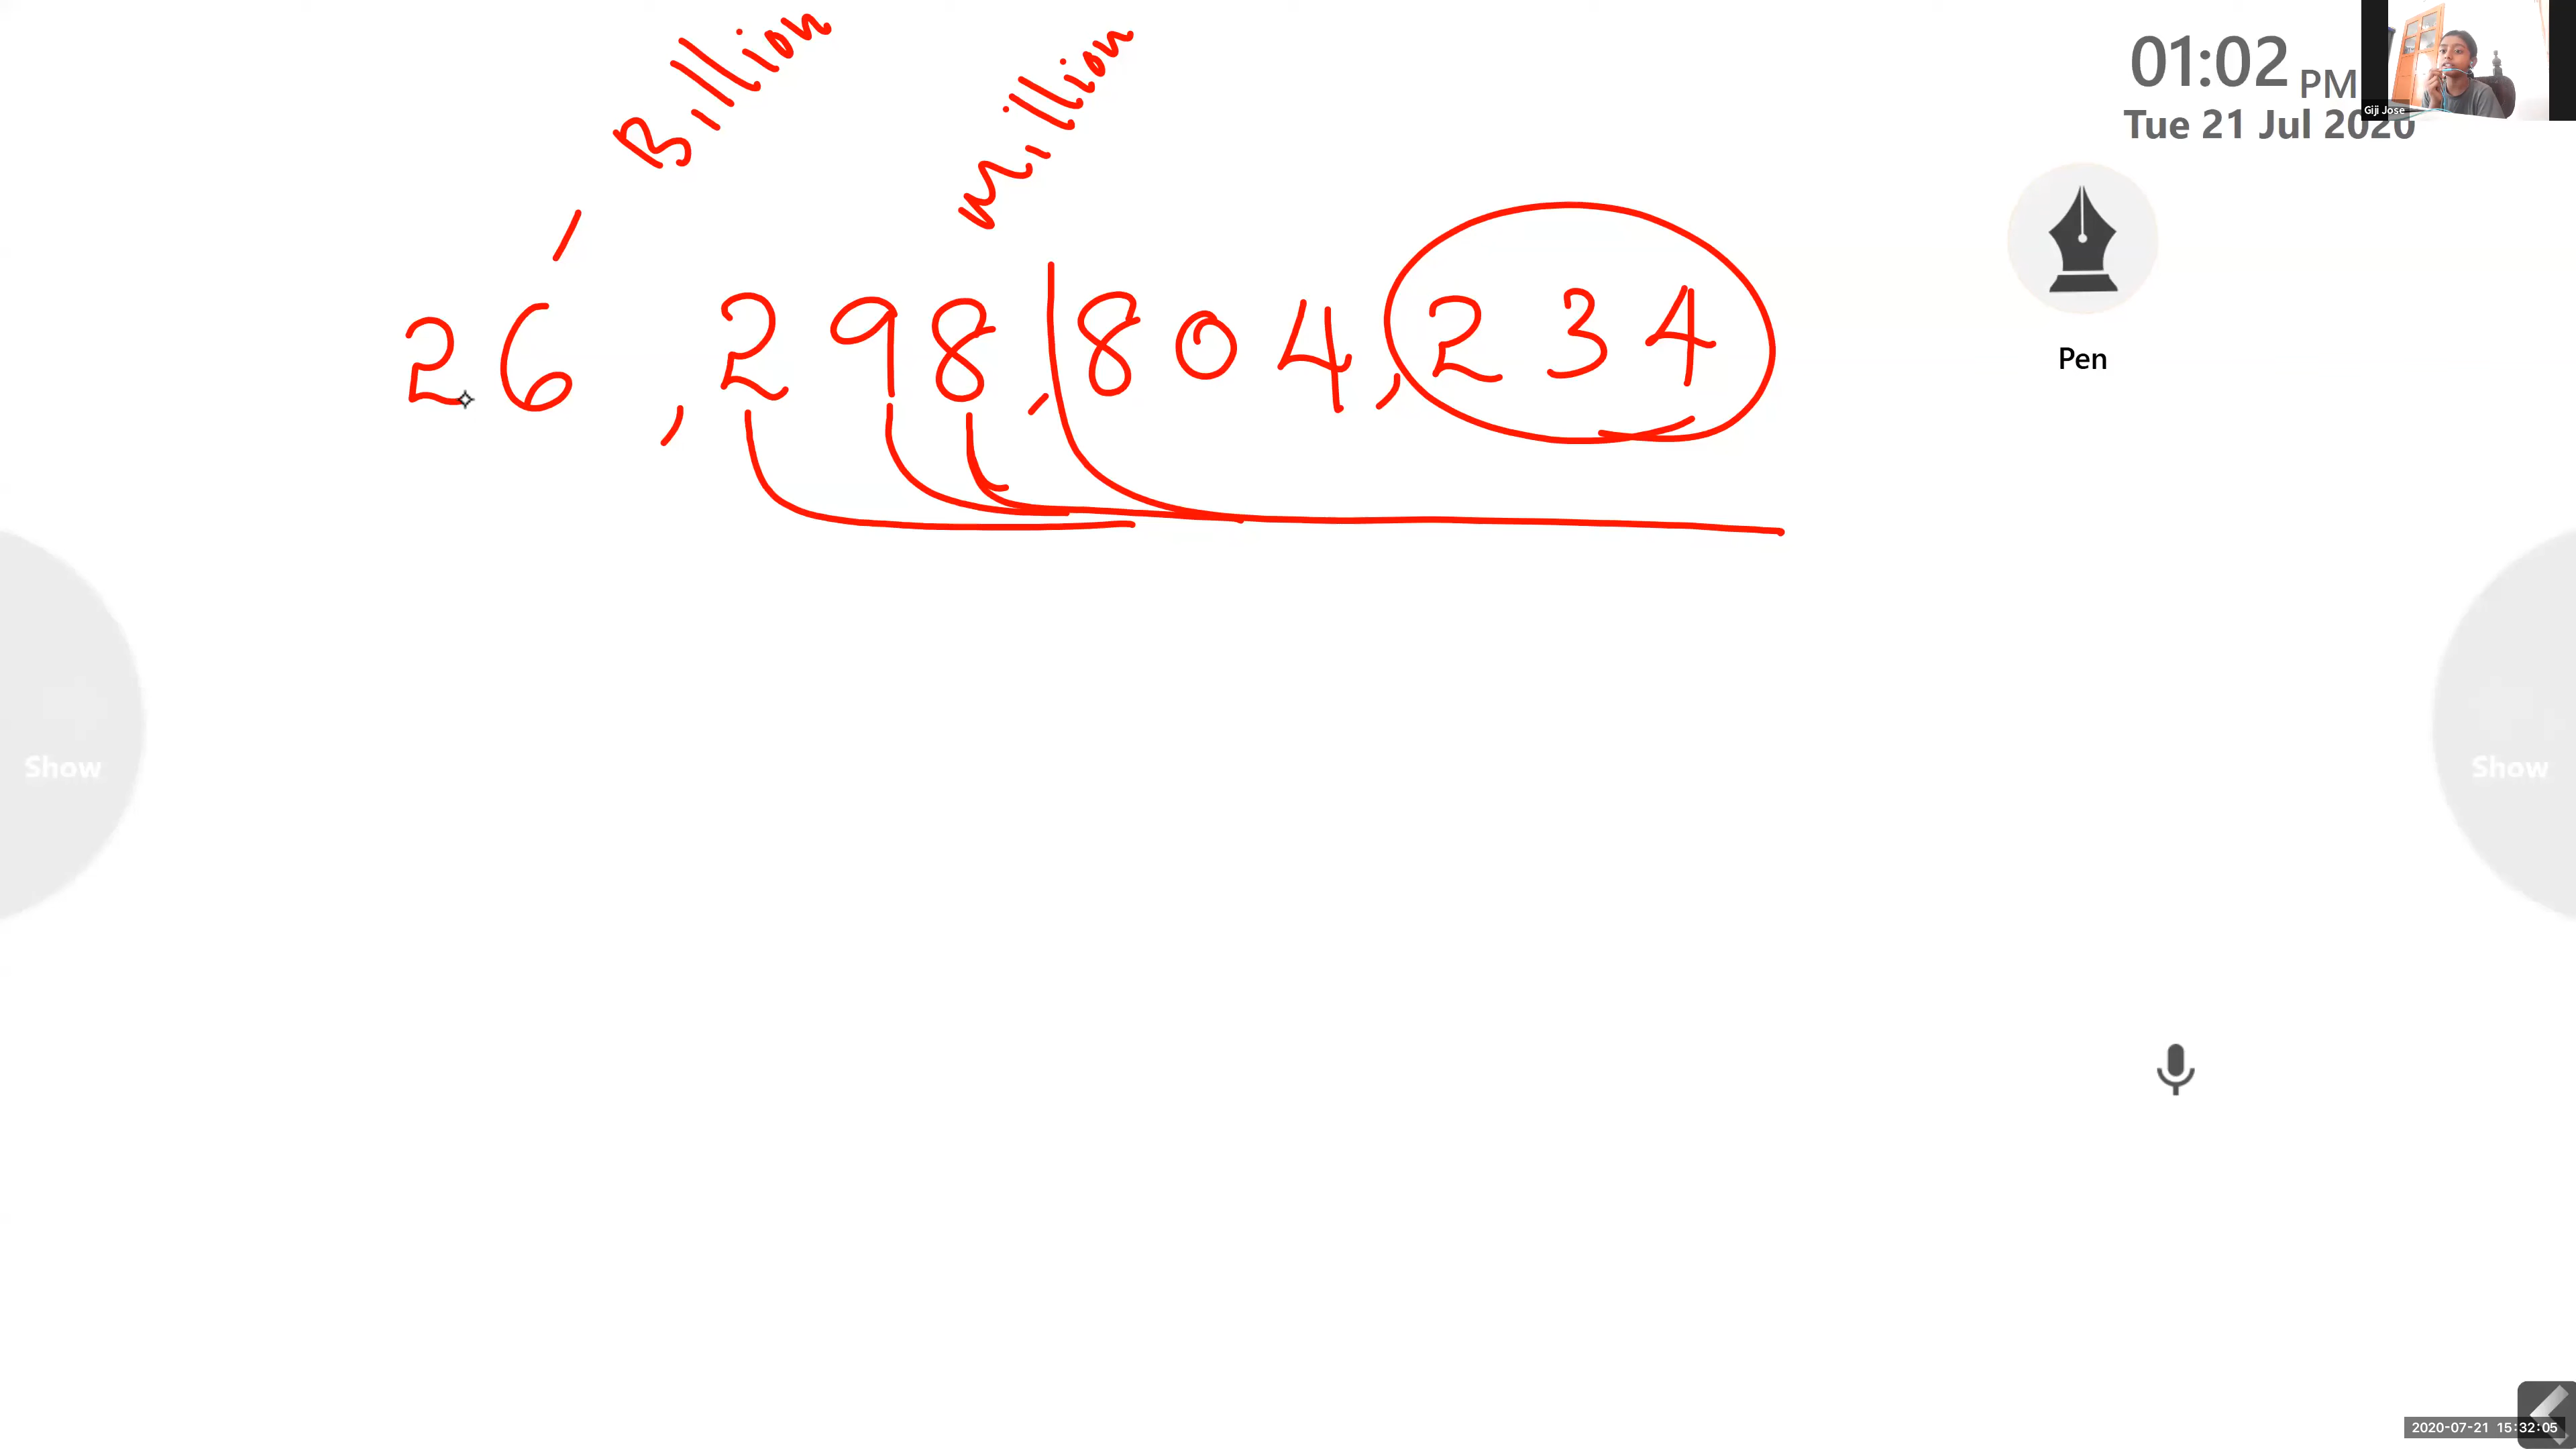 Billion
Million
01:02 PM
Giji Jose
Tue 21 Jul 2020
26,298,804,234
Pen
Show
Show
2020-07-21 15:32:05